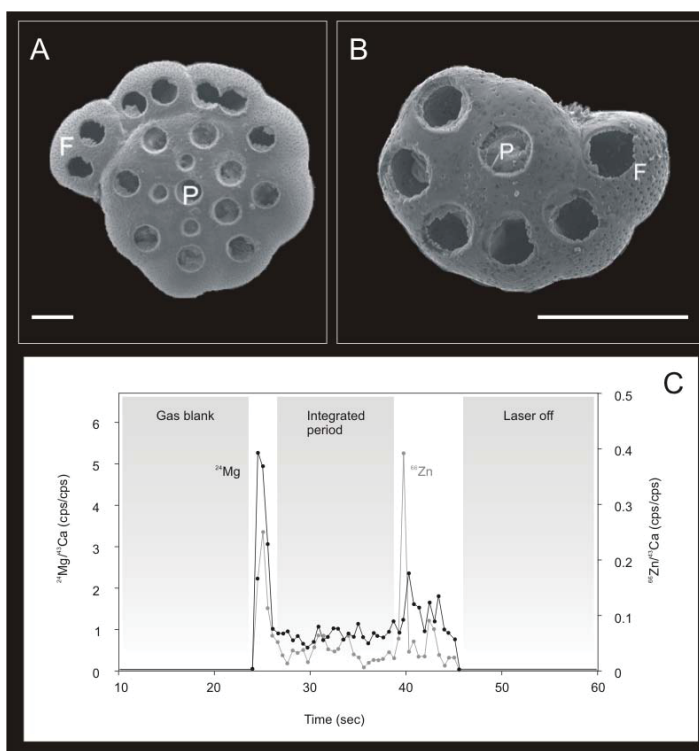 A
F
P
B
P
F
C
Gas blank
Integrated
period
Laser off
²⁴Mg
⁶⁶Zn
²⁴Mg/⁴³Ca (cps/cps)
6
5
4
3
2
1
0
0.5
0.4
0.3
0.2
0.1
0
⁶⁶Zn/⁴³Ca (cps/cps)
10 20 30 40 50 60
Time (sec)